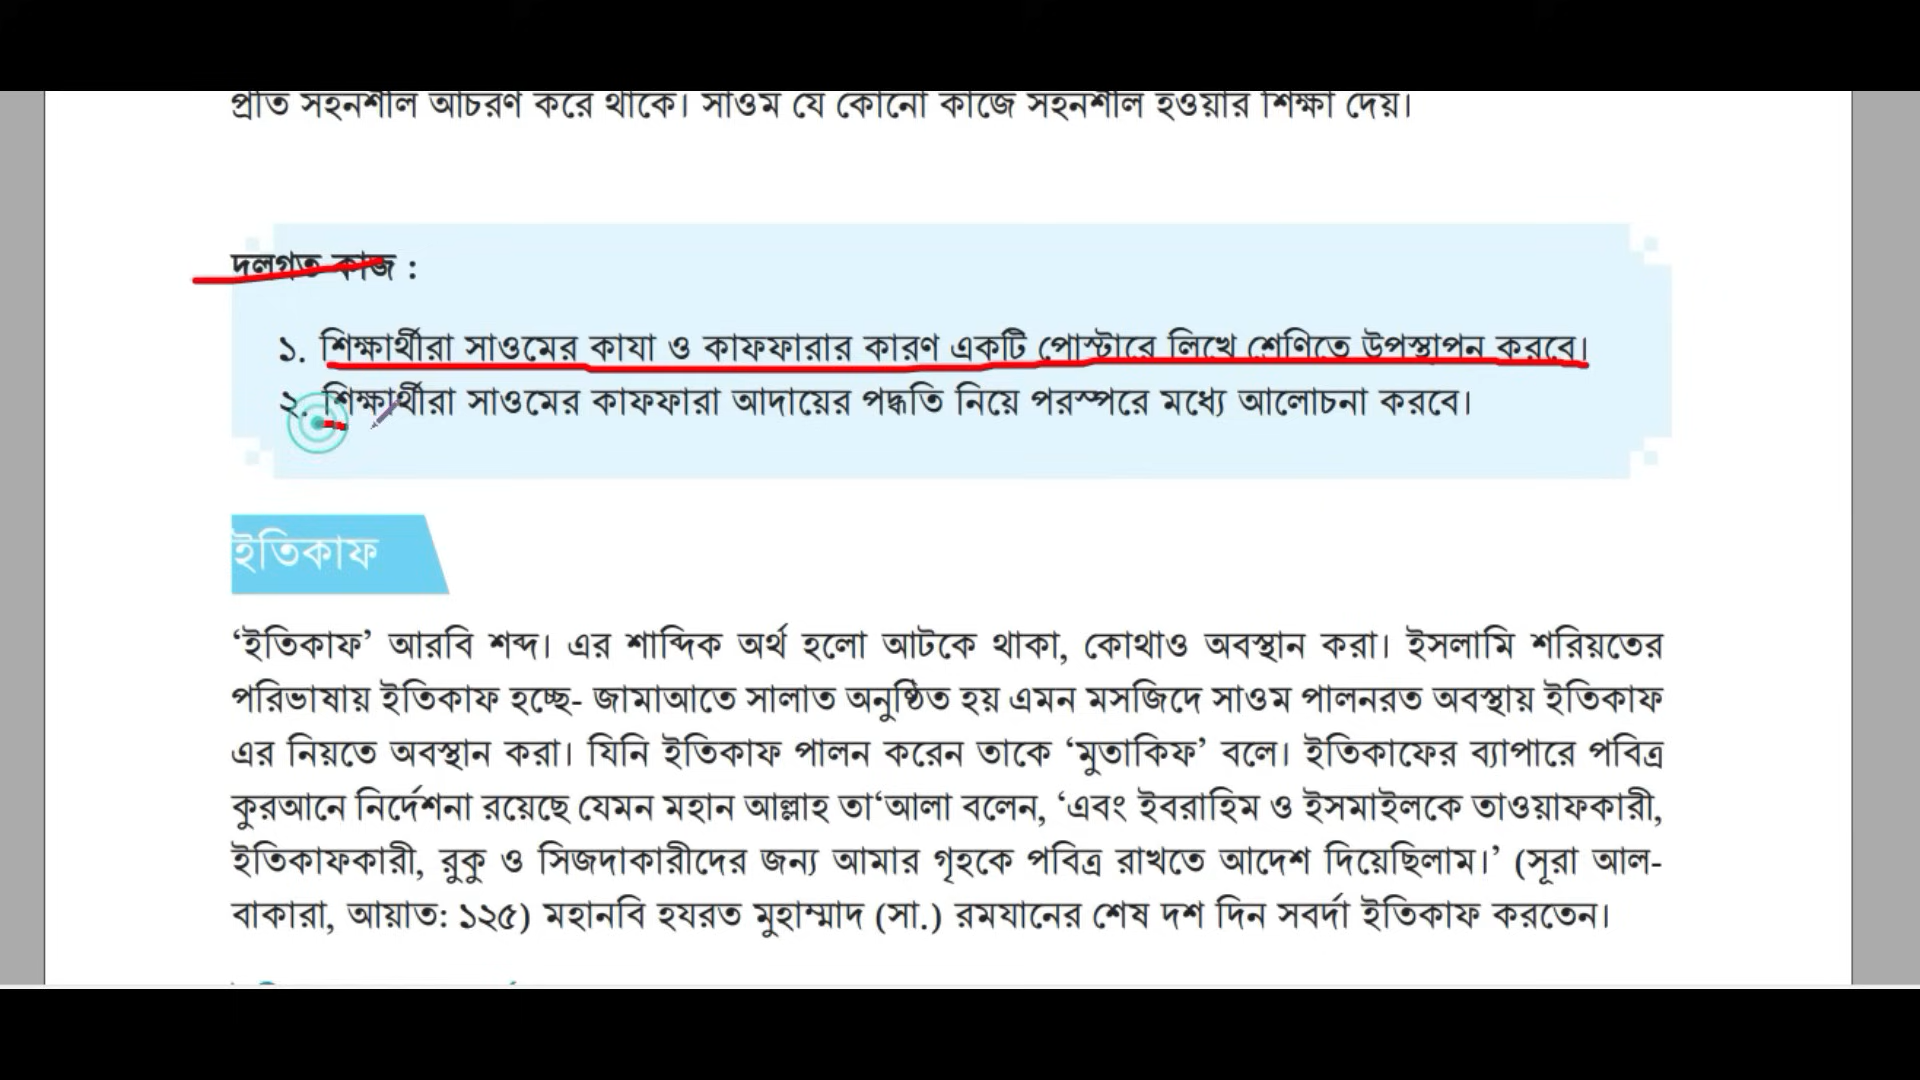 প্রতি সহনশীল আচরণ করে থাকে। সাওম যে কোনো কাজে সহনশীল হওয়ার শিক্ষা দেয়।
দলগত কাজ :
১. শিক্ষার্থীরা সাওমের কাযা ও কাফফারার কারণ একটি পোস্টারে লিখে শ্রেণিতে উপস্থাপন করবে।
২. শিক্ষার্থীরা সাওমের কাফফারা আদায়ের পদ্ধতি নিয়ে পরস্পরে মধ্যে আলোচনা করবে।
ইতিকাফ
‘ইতিকাফ’ আরবি শব্দ। এর শাব্দিক অর্থ হলো আটকে থাকা, কোথাও অবস্থান করা। ইসলামি শরিয়তের
পরিভাষায় ইতিকাফ হচ্ছে- জামাআতে সালাত অনুষ্ঠিত হয় এমন মসজিদে সাওম পালনরত অবস্থায় ইতিকাফ
এর নিয়তে অবস্থান করা। যিনি ইতিকাফ পালন করেন তাকে ‘মুতাকিফ’ বলে। ইতিকাফের ব্যাপারে পবিত্র
কুরআনে নির্দেশনা রয়েছে যেমন মহান আল্লাহ তা‘আলা বলেন, ‘এবং ইবরাহিম ও ইসমাইলকে তাওয়াফকারী,
ইতিকাফকারী, রুকু ও সিজদাকারীদের জন্য আমার গৃহকে পবিত্র রাখতে আদেশ দিয়েছিলাম।’ (সূরা আল-
বাকারা, আয়াত: ১২৫) মহানবি হযরত মুহাম্মাদ (সা.) রমযানের শেষ দশ দিন সবর্দা ইতিকাফ করতেন।